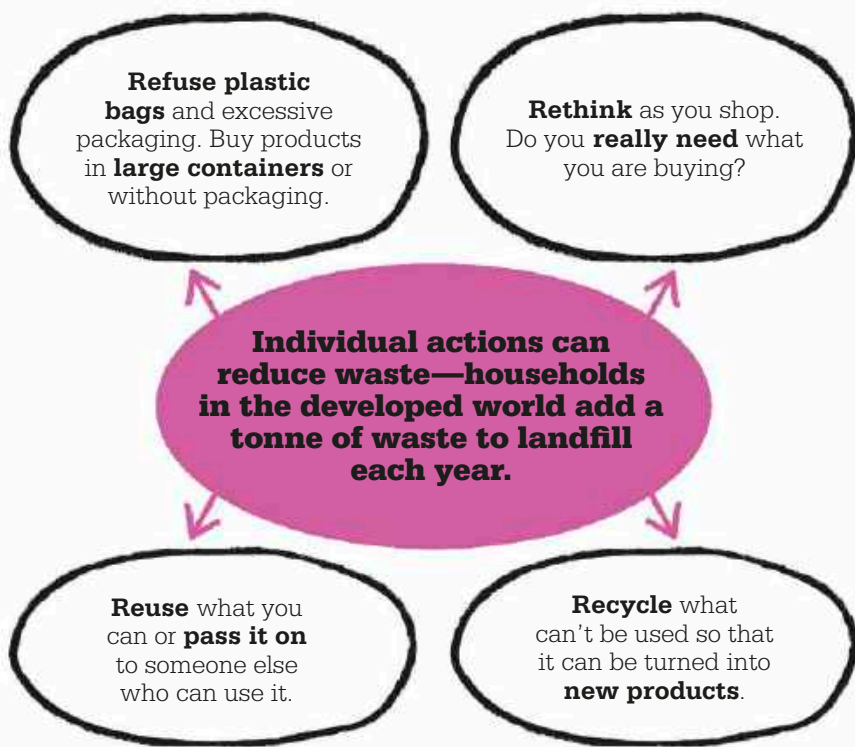 Refuse plastic
bags and excessive
packaging. Buy products
in large containers or
without packaging.
Rethink as you shop.
Do you really need what
you are buying?
Individual actions can
reduce waste—households
in the developed world add a
tonne of waste to landfill
each year.
Reuse what you
can or pass it on
to someone else
who can use it.
Recycle what
can't be used so that
it can be turned into
new products.